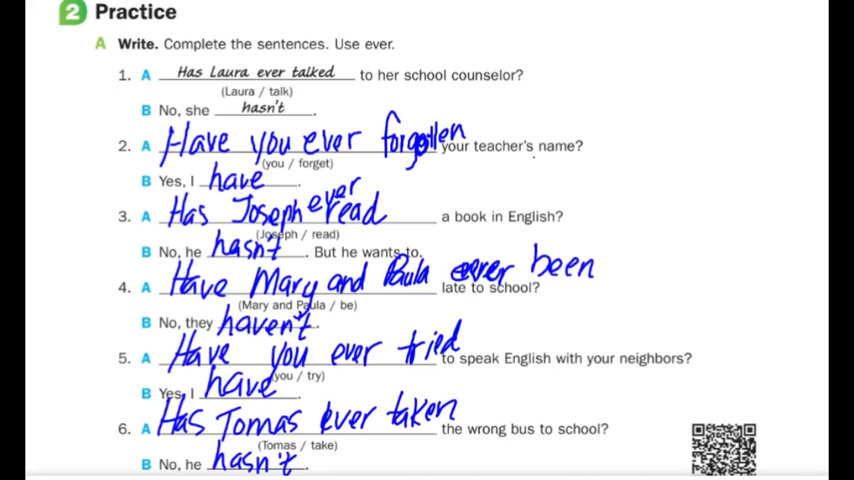 2 Practice
A Write. Complete the sentences. Use ever.
1. A Has Laura ever talked to her school counselor?
(Laura / talk)
B No, she hasn't.
2. A Have you ever forgotten your teacher's name?
(you / forget)
B Yes, I have.
3. A Has Joseph ever read a book in English?
(Joseph / read)
B No, he hasn't. But he wants to.
4. A Have Mary and Paula ever been late to school?
(Mary and Paula / be)
B No, they haven't.
5. A Have you ever tried to speak English with your neighbors?
(you / try)
B Yes, I have.
6. A Has Tomas ever taken the wrong bus to school?
(Tomas / take)
B No, he hasn't.